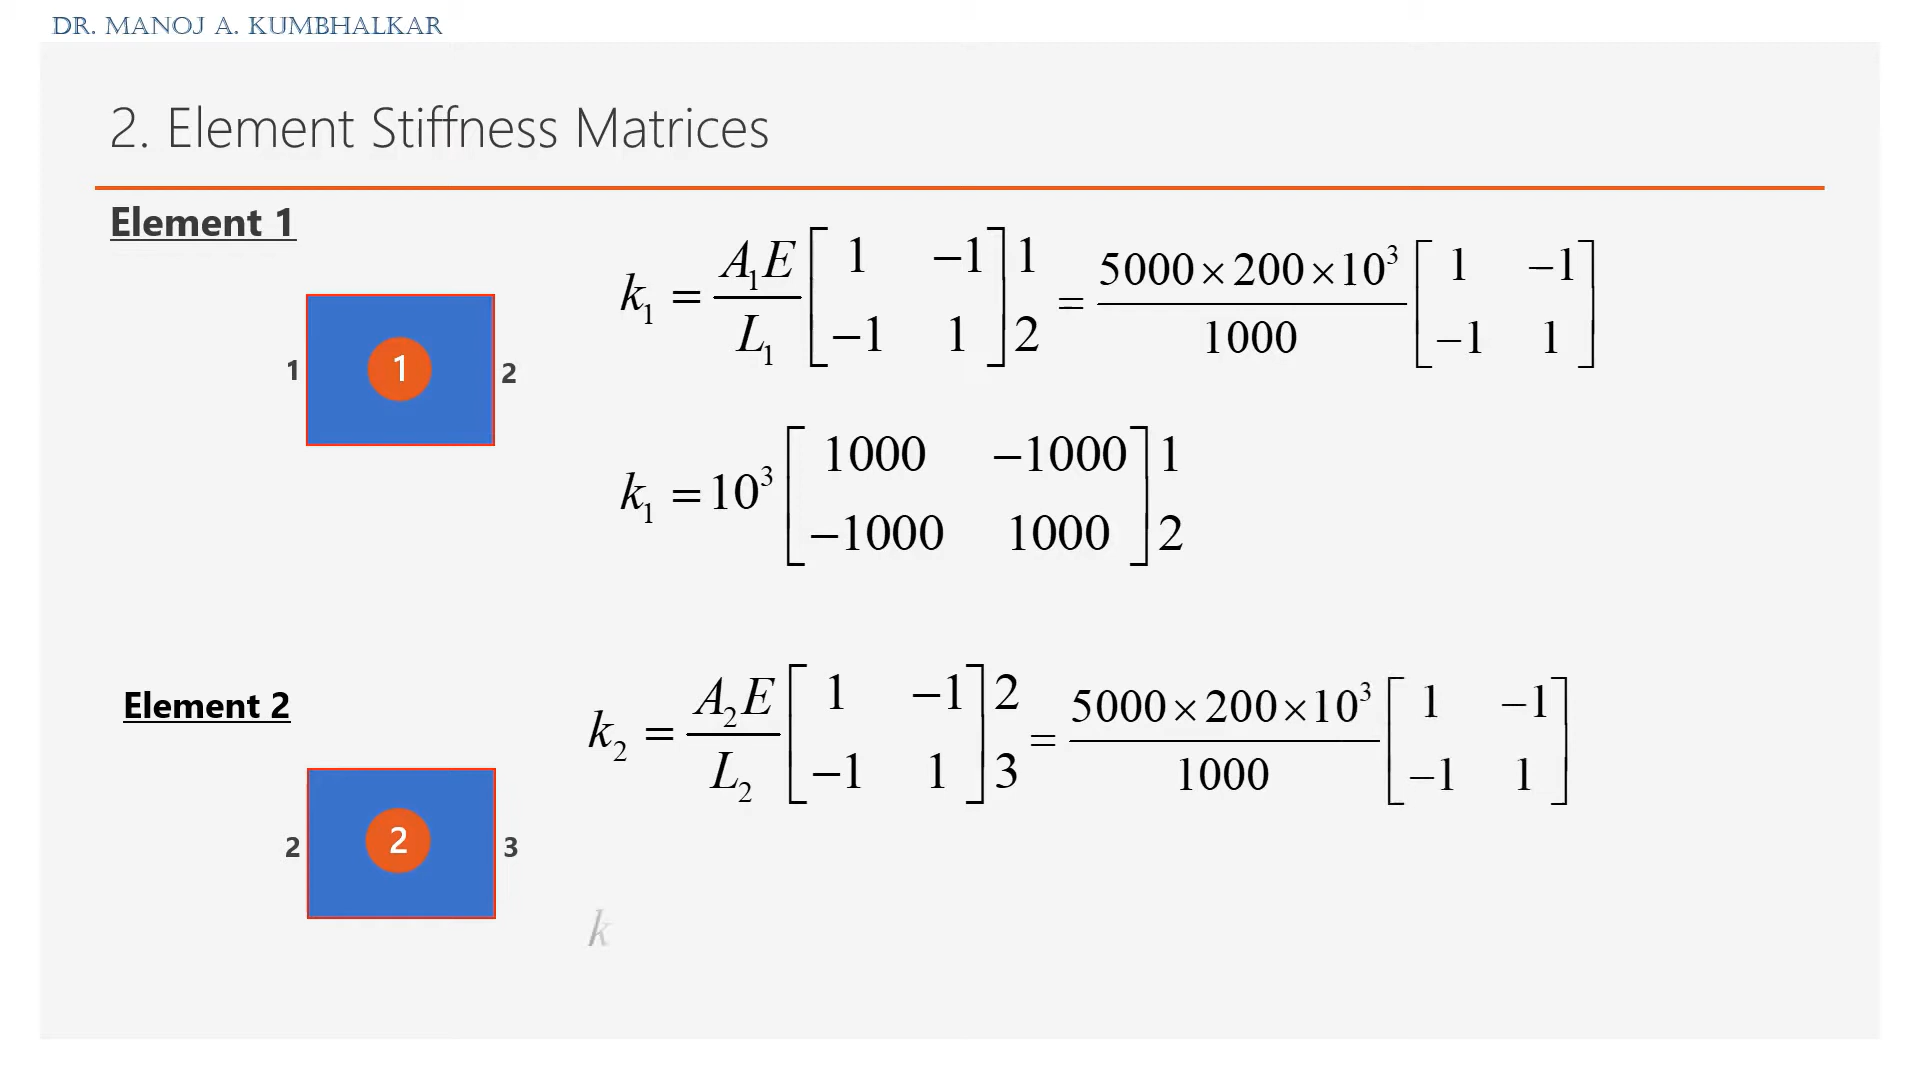 DR. MANOJ A. KUMBHALKAR
2. Element Stiffness Matrices
Element 1
1 1 2
k₁ = A₁E/L₁ [1 −1; −1 1] 1 2 = 5000×200×10³/1000 [1 −1; −1 1]
k₁ = 10³ [1000 −1000; −1000 1000] 1 2
Element 2
2 2 3
k₂ = A₂E/L₂ [1 −1; −1 1] 2 3 = 5000×200×10³/1000 [1 −1; −1 1]
k